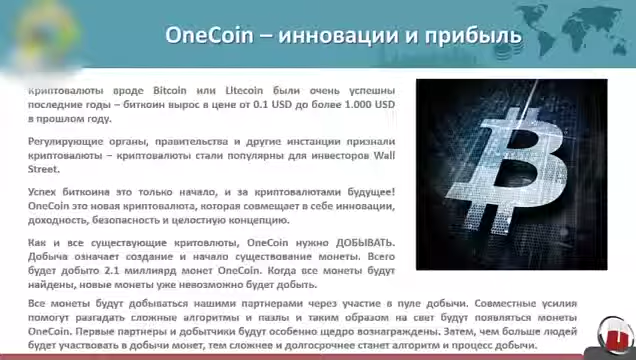 OneCoin – инновации и прибыль
Криптовалюты вроде Bitcoin или Litecoin были очень успешны
последние годы – биткоин вырос в цене от 0.1 USD до более 1.000 USD
в прошлом году.
Регулирующие органы, правительства и другие инстанции признали
криптовалюты – криптовалюты стали популярны для инвесторов Wall
Street.
Успех биткоина это только начало, и за криптовалютами будущее!
OneCoin это новая криптовалюта, которая совмещает в себе инновации,
доходность, безопасность и целостную концепцию.
Как и все существующие критовлюты, OneCoin нужно ДОБЫВАТЬ.
Добыча означает создание и начало существование монеты. Всего
будет добыто 2.1 миллиард монет OneCoin. Когда все монеты будут
найдены, новые монеты уже невозможно будет добыть.
Все монеты будут добываться нашими партнерами через участие в пуле добычи. Совместные усилия
помогут разгадать сложные алгоритмы и пазлы и таким образом на свет будут появляться монеты
OneCoin. Первые партнеры и добытчики будут особенно щедро вознаграждены. Затем, чем больше людей
будет участвовать в добычи монет, тем сложнее и долгосрочнее станет алгоритм и процесс добычи.